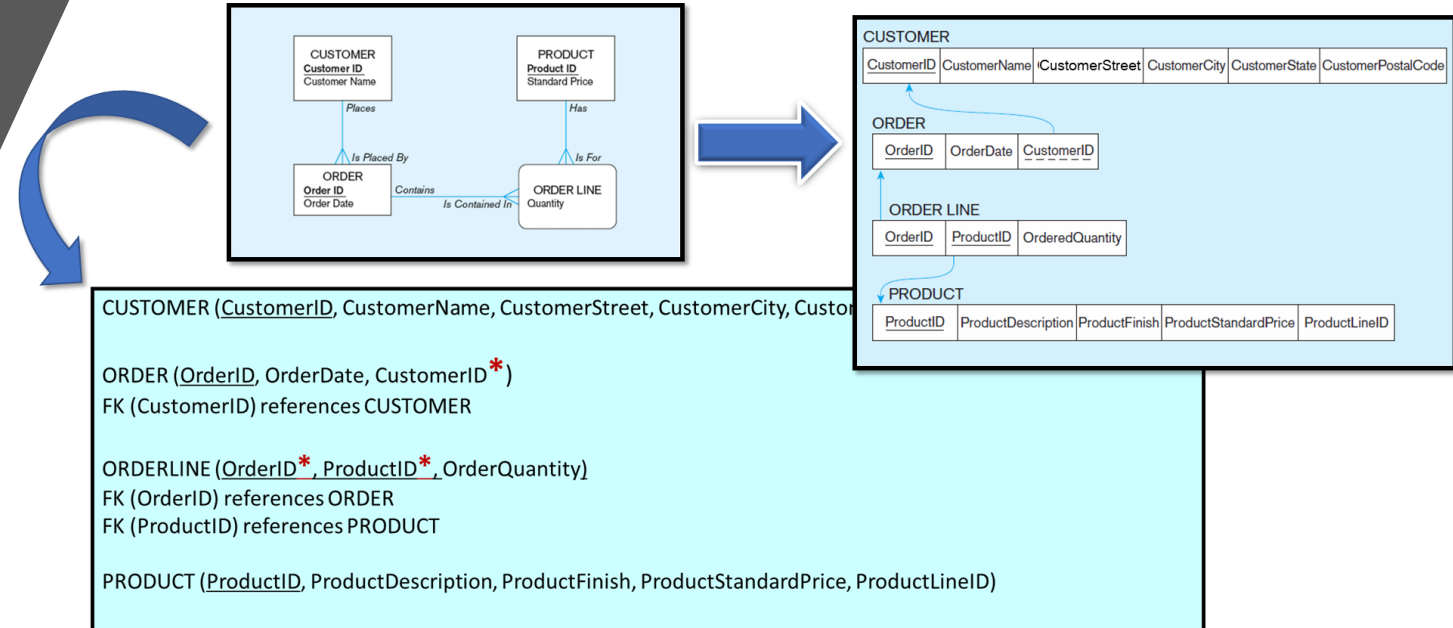 CUSTOMER
Customer ID
Customer Name
PRODUCT
Product ID
Standard Price
Places
Has
Is Placed By
Is For
ORDER
Order ID
Order Date
Contains
Is Contained In
ORDER LINE
Quantity
CUSTOMER
CustomerID CustomerName CustomerStreet CustomerCity CustomerState CustomerPostalCode
ORDER
OrderID OrderDate CustomerID
ORDER LINE
OrderID ProductID OrderedQuantity
PRODUCT
ProductID ProductDescription ProductFinish ProductStandardPrice ProductLineID
CUSTOMER (CustomerID, CustomerName, CustomerStreet, CustomerCity,
ORDER (OrderID, OrderDate, CustomerID*)
FK (CustomerID) references CUSTOMER
ORDERLINE (OrderID*, ProductID*, OrderQuantity)
FK (OrderID) references ORDER
FK (ProductID) references PRODUCT
PRODUCT (ProductID, ProductDescription, ProductFinish, ProductStandardPrice, ProductLineID)